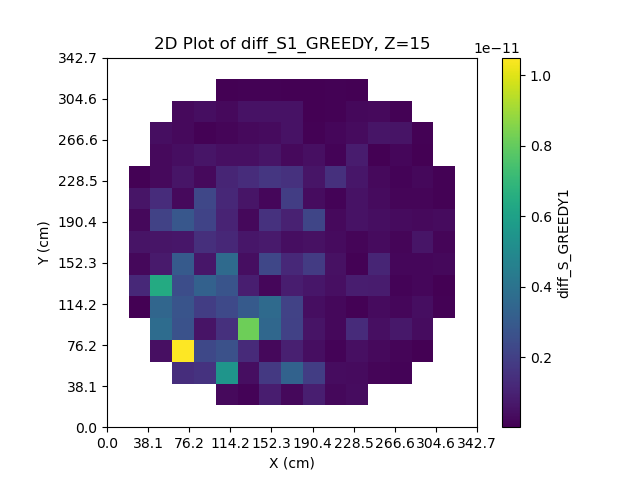 2D Plot of diff_S1_GREEDY, Z=15
1e−11
342.7
304.6
266.6
228.5
190.4
152.3
114.2
76.2
38.1
0.0
Y (cm)
0.0 38.1 76.2 114.2 152.3 190.4 228.5 266.6 304.6 342.7
X (cm)
1.0
0.8
0.6
0.4
0.2
diff_S_GREEDY1